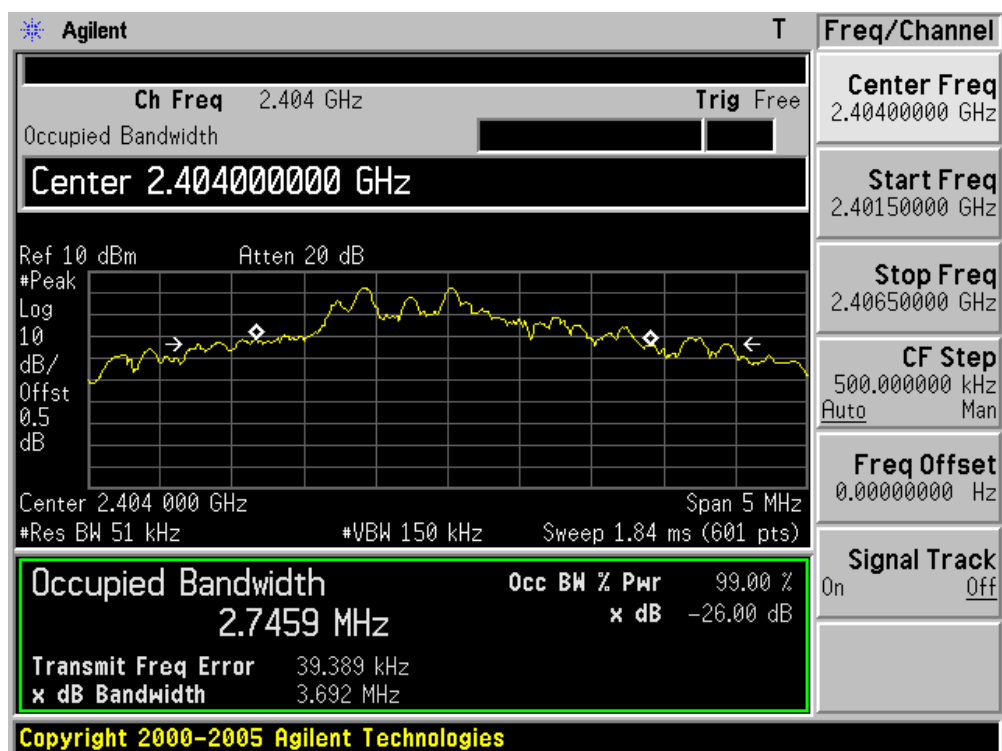 Agilent T Freq/Channel
Ch Freq 2.404 GHz Trig Free
Occupied Bandwidth
Center 2.404000000 GHz
Ref 10 dBm Atten 20 dB
#Peak
Log
10
dB/
Offst
0.5
dB
Center 2.404 000 GHz Span 5 MHz
#Res BW 51 kHz #VBW 150 kHz Sweep 1.84 ms (601 pts)
Occupied Bandwidth Occ BW % Pwr 99.00 %
2.7459 MHz x dB -26.00 dB
Transmit Freq Error 39.389 kHz
x dB Bandwidth 3.692 MHz
Center Freq
2.40400000 GHz
Start Freq
2.40150000 GHz
Stop Freq
2.40650000 GHz
CF Step
500.000000 kHz
Auto Man
Freq Offset
0.00000000 Hz
Signal Track
On Off
Copyright 2000-2005 Agilent Technologies